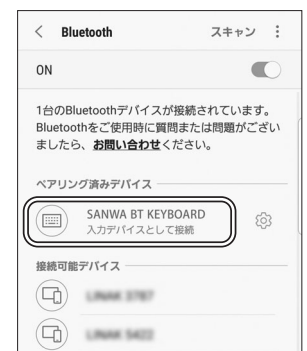 Bluetooth スキャン
ON
1台のBluetoothデバイスが接続されています。
Bluetoothをご使用時に質問または問題がござい
ましたら、お問い合わせください。
ペアリング済みデバイス
SANWA BT KEYBOARD
入力デバイスとして接続
接続可能デバイス